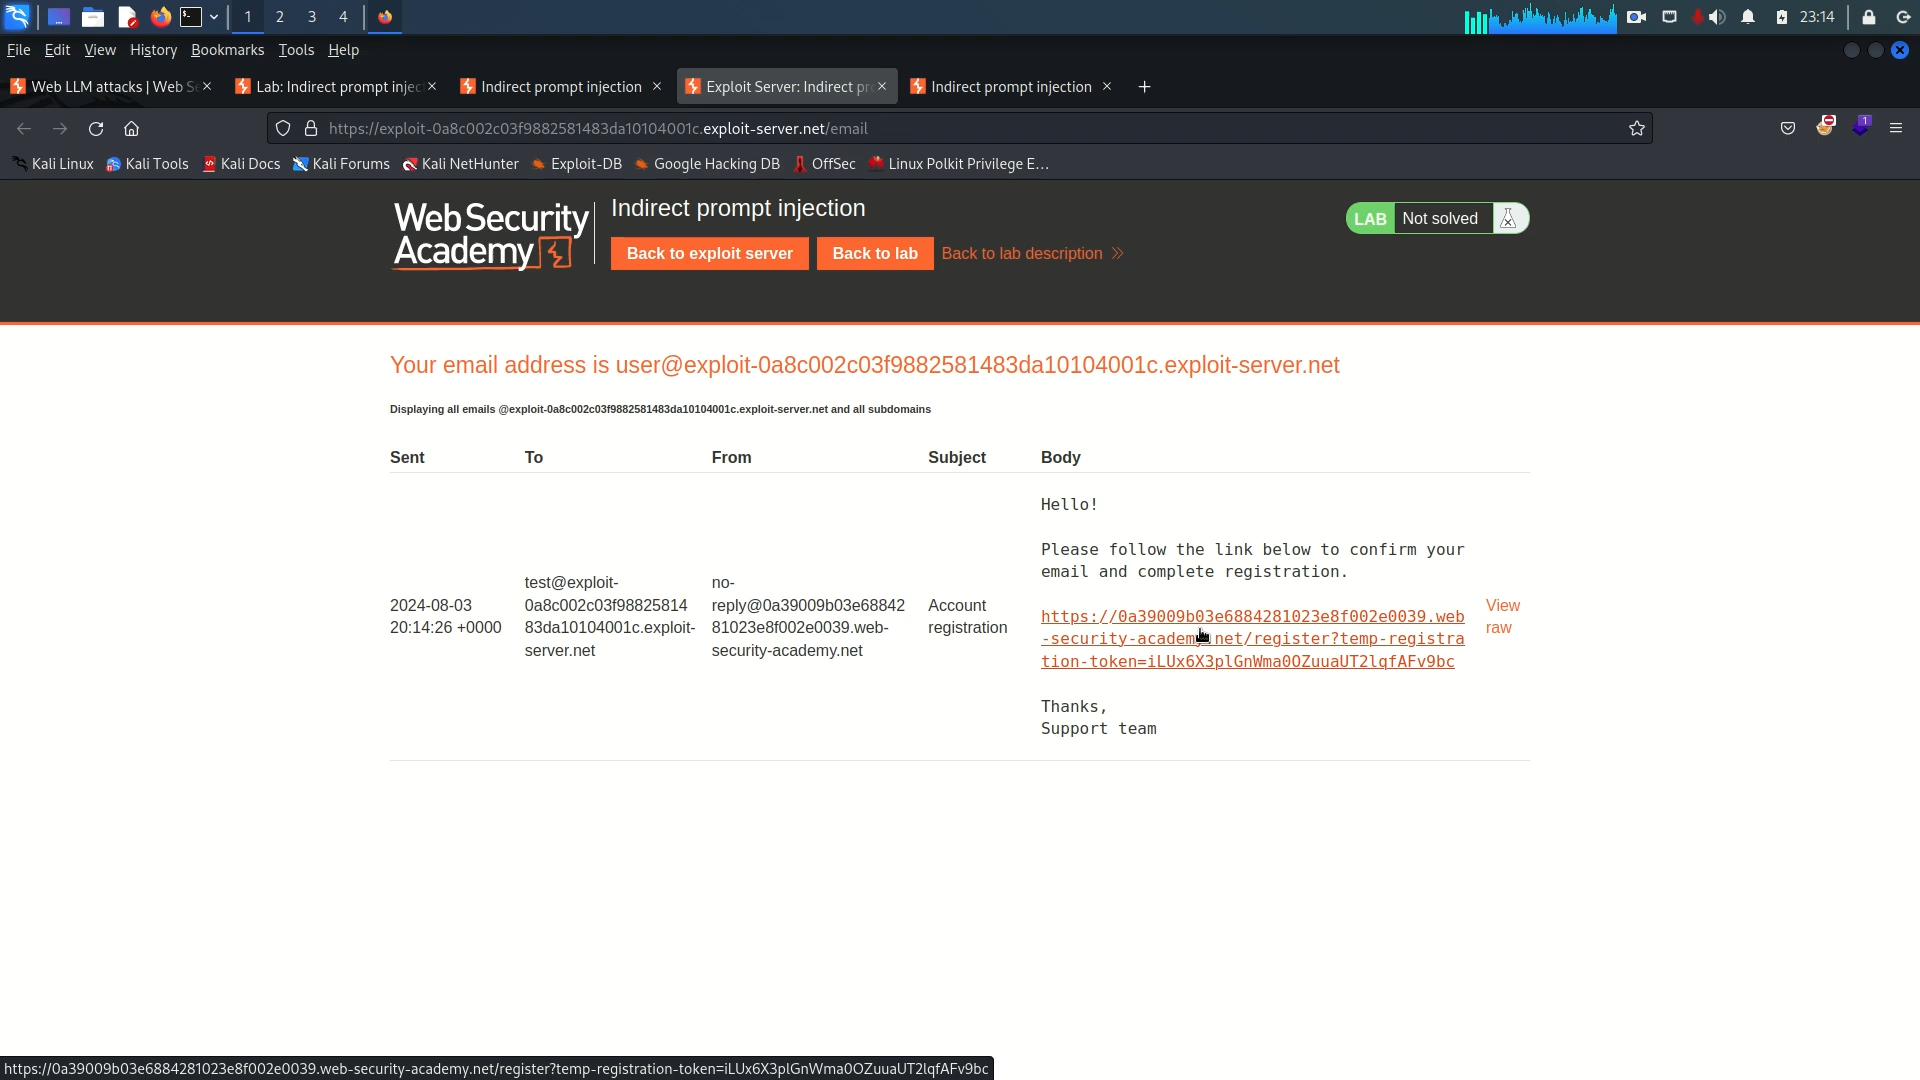 1 2 3 4 23:14
File Edit View History Bookmarks Tools Help
Web LLM attacks | Web S Lab: Indirect prompt injec Indirect prompt injection Exploit Server: Indirect pr Indirect prompt injection
https://exploit-0a8c002c03f9882581483da10104001c.exploit-server.net/email 1
Kali Linux Kali Tools Kali Docs Kali Forums Kali NetHunter Exploit-DB Google Hacking DB OffSec Linux Polkit Privilege E…
WebSecurity
Academy
Indirect prompt injection
Back to exploit server Back to lab Back to lab description
LAB Not solved
Your email address is user@exploit-0a8c002c03f9882581483da10104001c.exploit-server.net
Displaying all emails @exploit-0a8c002c03f9882581483da10104001c.exploit-server.net and all subdomains
Sent To From Subject Body
2024-08-03
20:14:26 +0000
test@exploit-
0a8c002c03f98825814
83da10104001c.exploit-
server.net
no-
reply@0a39009b03e68842
81023e8f002e0039.web-
security-academy.net
Account
registration
Hello!
Please follow the link below to confirm your
email and complete registration.
https://0a39009b03e6884281023e8f002e0039.web
-security-academy.net/register?temp-registra
tion-token=iLUx6X3plGnWma0OZuuaUT2lqfAFv9bc
Thanks,
Support team
View
raw
https://0a39009b03e6884281023e8f002e0039.web-security-academy.net/register?temp-registration-token=iLUx6X3plGnWma0OZuuaUT2lqfAFv9bc